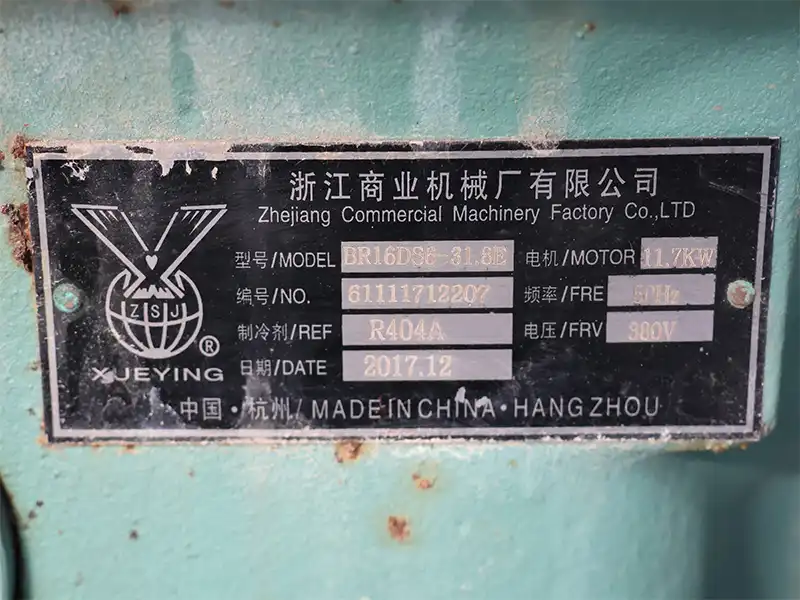 浙江商业机械厂有限公司
Zhejiang Commercial Machinery Factory Co.,LTD
型号/MODEL BR16DS6-31.8E 电机/MOTOR 11.7KW
编号/NO. 61111712207 频率/FRE 50Hz
制冷剂/REF R404A 电压/FRV 380V
日期/DATE 2017.12
ZSJ
®
XUEYING
中国·杭州/MADE IN CHINA·HANGZHOU